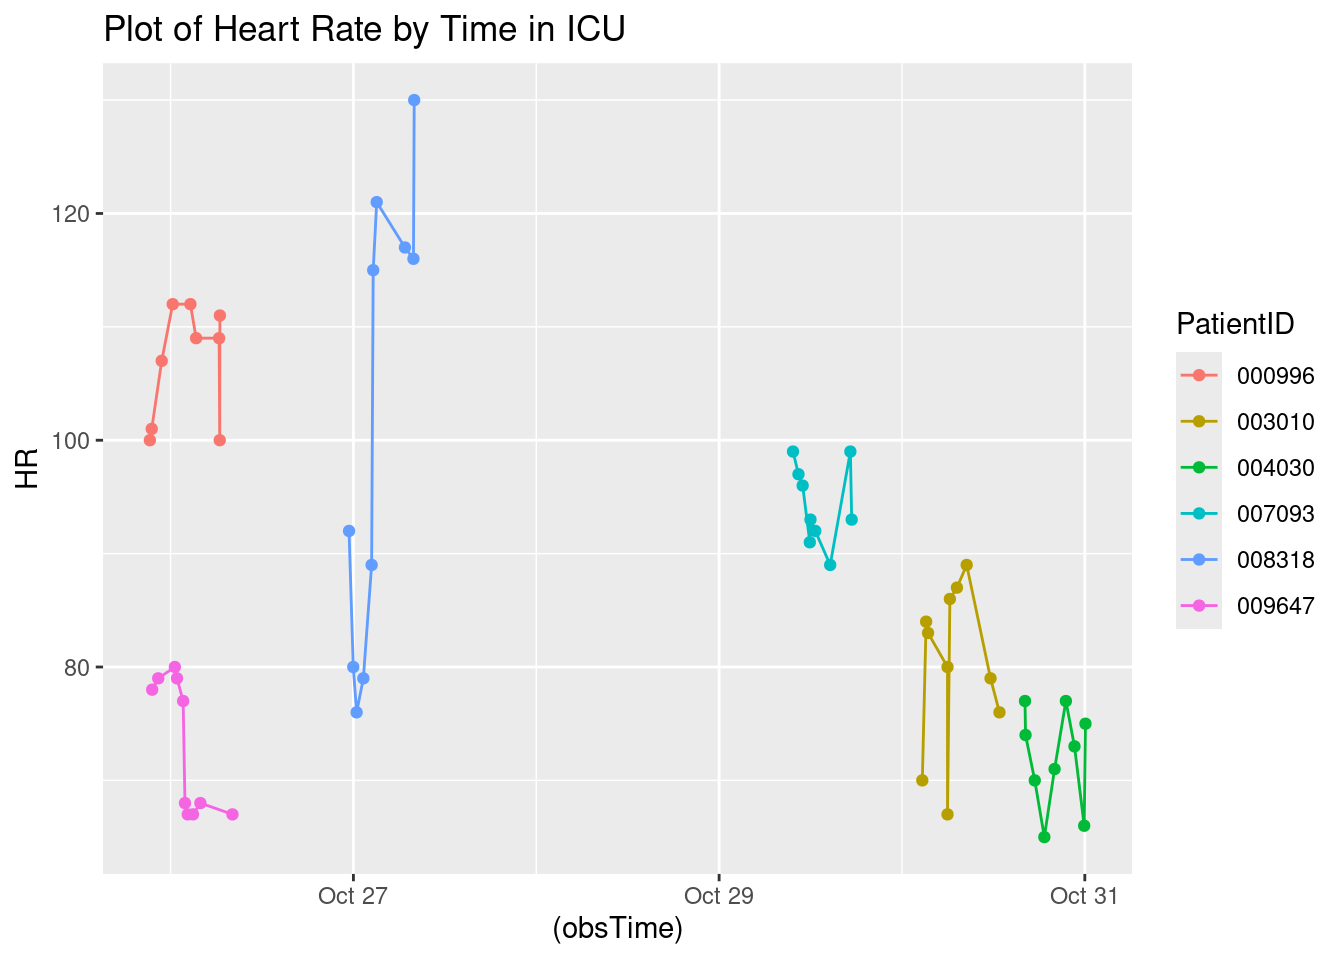 Plot of Heart Rate by Time in ICU
HR
120
100
80
Oct 27
Oct 29
Oct 31
(obsTime)
PatientID
000996
003010
004030
007093
008318
009647